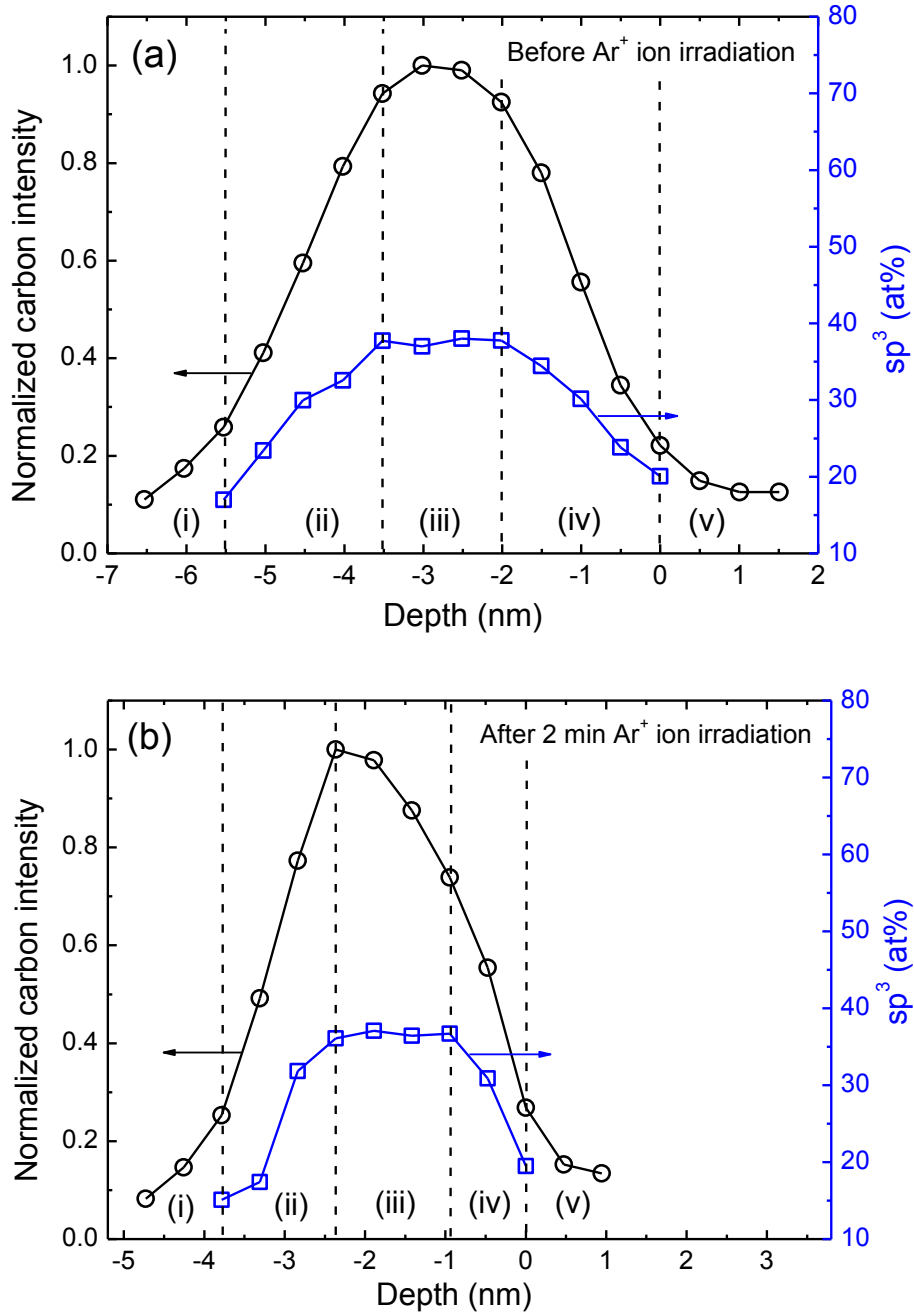 (a)
Before Ar⁺ ion irradiation
Normalized carbon intensity
1.0
0.8
0.6
0.4
0.2
0.0
80
70
60
50
40
30
20
10
sp³ (at%)
(i) (ii) (iii) (iv) (v)
-7 -6 -5 -4 -3 -2 -1 0 1 2
Depth (nm)
(b)
After 2 min Ar⁺ ion irradiation
Normalized carbon intensity
1.0
0.8
0.6
0.4
0.2
0.0
80
70
60
50
40
30
20
10
sp³ (at%)
(i) (ii) (iii) (iv) (v)
-5 -4 -3 -2 -1 0 1 2 3
Depth (nm)